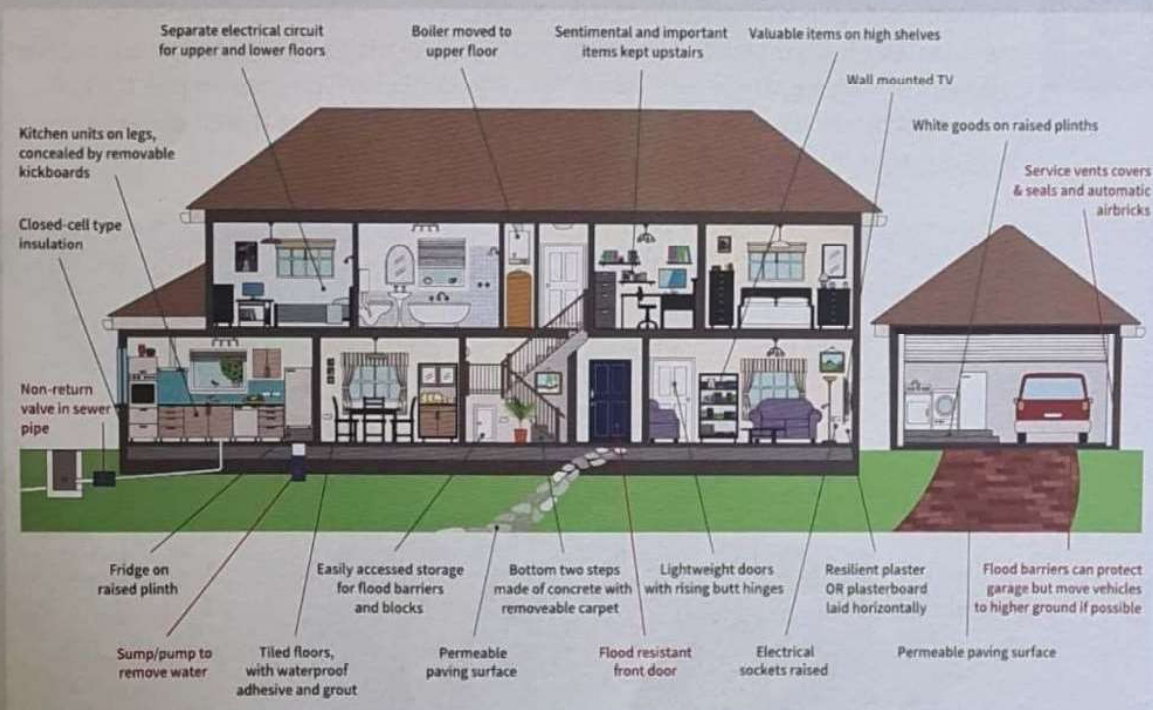 Separate electrical circuit
for upper and lower floors
Boiler moved to
upper floor
Sentimental and important
items kept upstairs
Valuable items on high shelves
Wall mounted TV
White goods on raised plinths
Service vents covers
& seals and automatic
airbricks
Kitchen units on legs,
concealed by removable
kickboards
Closed-cell type
insulation
Non-return
valve in sewer
pipe
Fridge on
raised plinth
Easily accessed storage
for flood barriers
and blocks
Bottom two steps
made of concrete with
removeable carpet
Lightweight doors
with rising butt hinges
Resilient plaster
OR plasterboard
laid horizontally
Flood barriers can protect
garage but move vehicles
to higher ground if possible
Sump/pump to
remove water
Tiled floors,
with waterproof
adhesive and grout
Permeable
paving surface
Flood resistant
front door
Electrical
sockets raised
Permeable paving surface